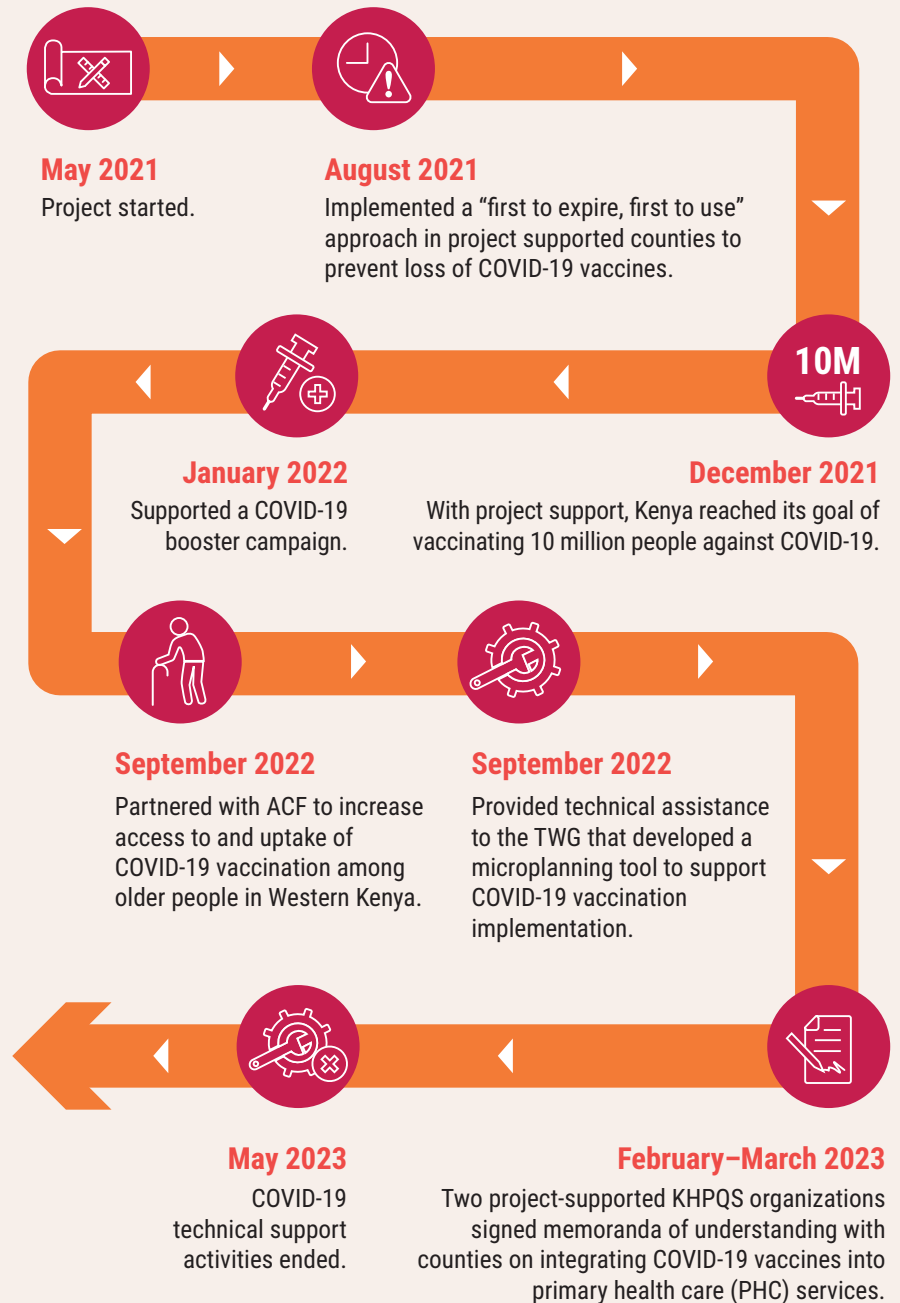 May 2021
Project started.
August 2021
Implemented a “first to expire, first to use”
approach in project supported counties to
prevent loss of COVID-19 vaccines.
10M
December 2021
With project support, Kenya reached its goal of
vaccinating 10 million people against COVID-19.
January 2022
Supported a COVID-19
booster campaign.
September 2022
Partnered with ACF to increase
access to and uptake of
COVID-19 vaccination among
older people in Western Kenya.
September 2022
Provided technical assistance
to the TWG that developed a
microplanning tool to support
COVID-19 vaccination
implementation.
February–March 2023
Two project-supported KHPQS organizations
signed memoranda of understanding with
counties on integrating COVID-19 vaccines into
primary health care (PHC) services.
May 2023
COVID-19
technical support
activities ended.